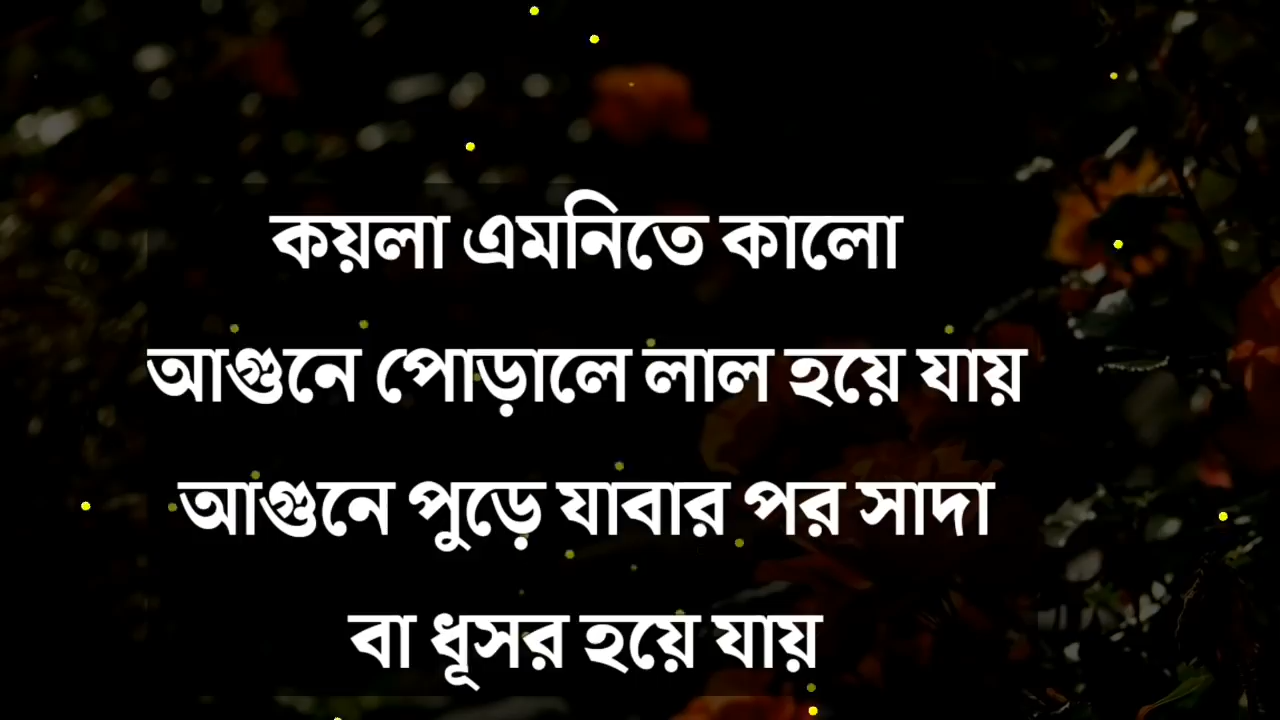 কয়লা এমনিতে কালো
আগুনে পোড়ালে লাল হয়ে যায়
আগুনে পুড়ে যাবার পর সাদা
বা ধূসর হয়ে যায়